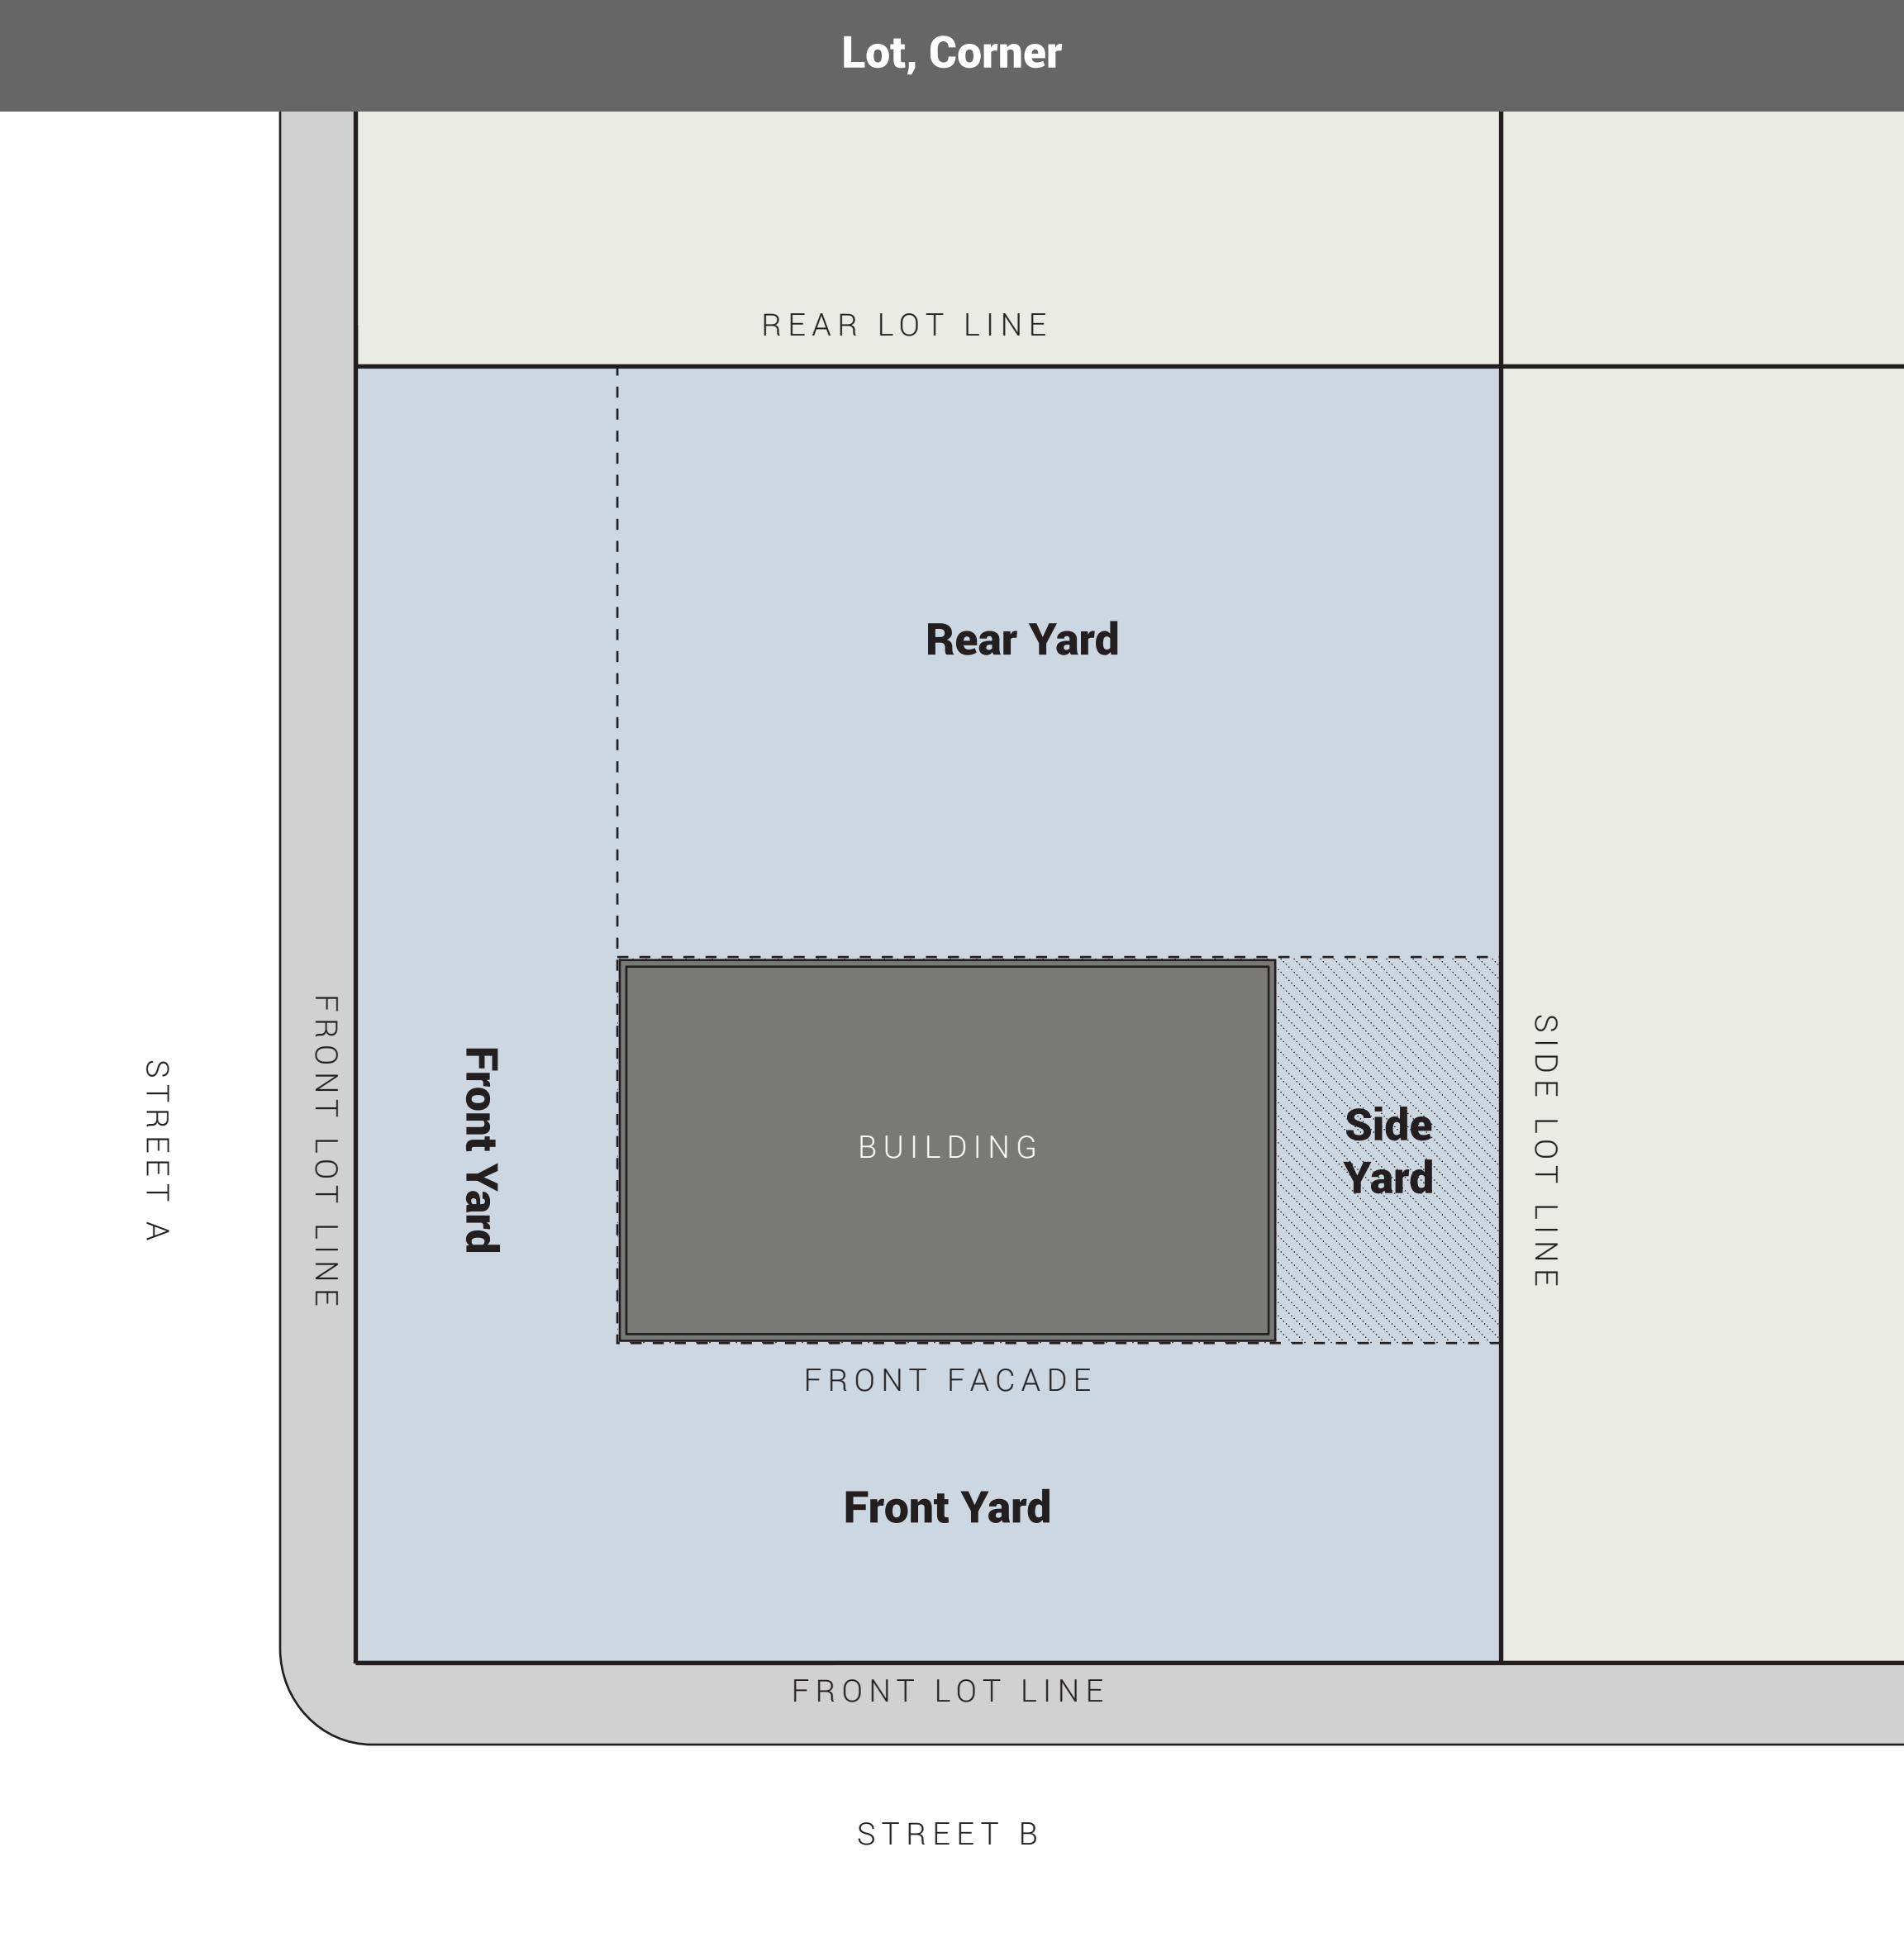 Lot, Corner
REAR LOT LINE
Rear Yard
STREET A
FRONT LOT LINE
Front Yard
BUILDING
Side
Yard
SIDE LOT LINE
FRONT FACADE
Front Yard
FRONT LOT LINE
STREET B